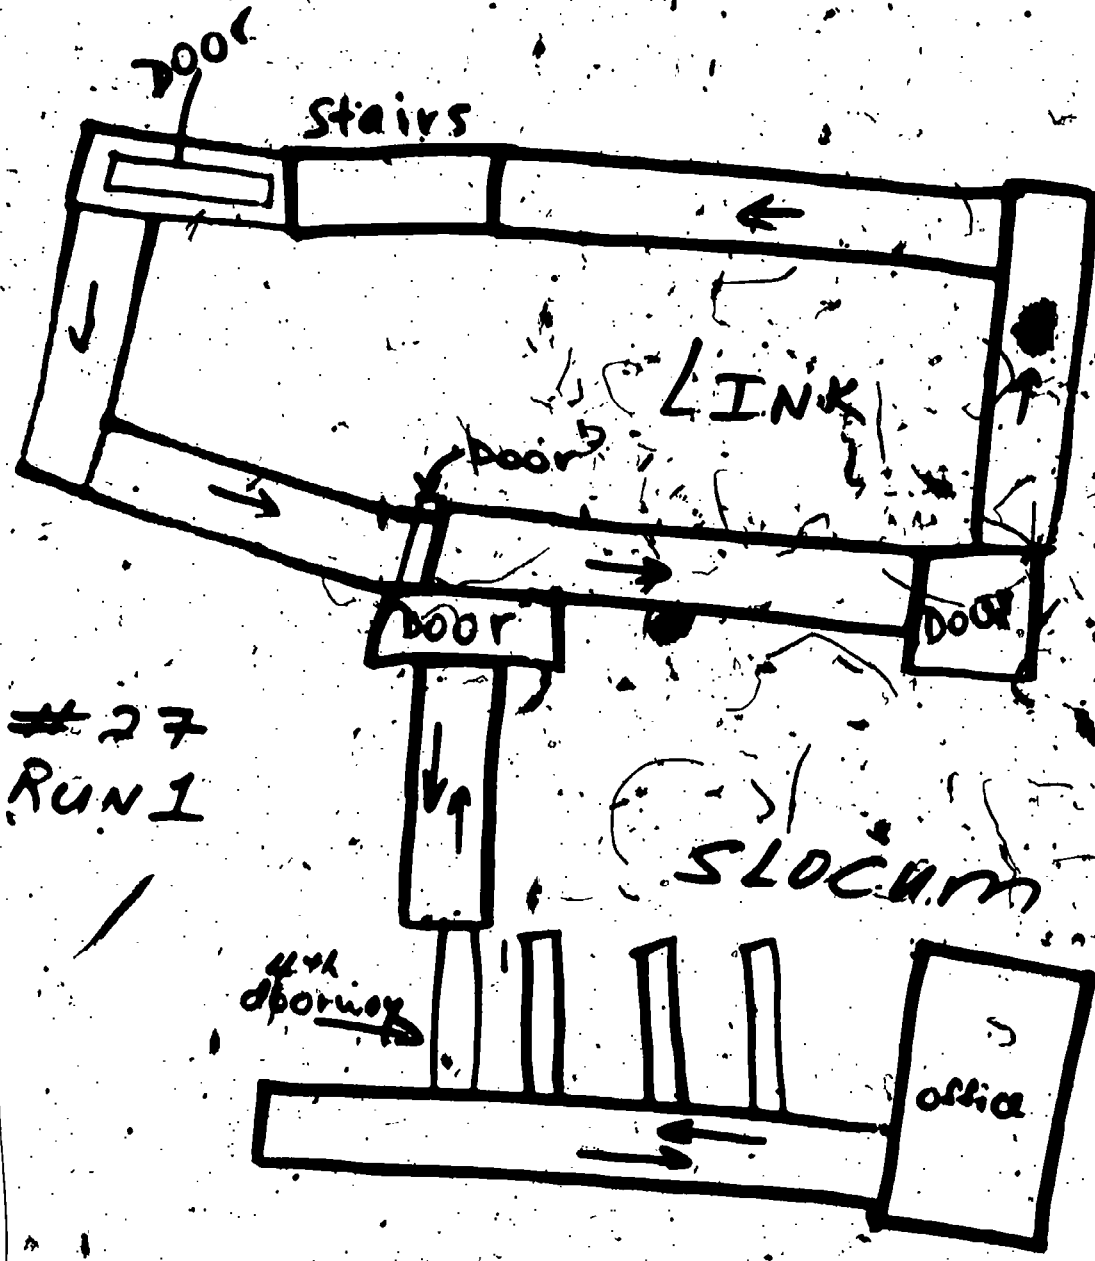 Door
Stairs
LINK
Door
Door
Door
# 27
RUN 1
SLOCUM
4th
doorway
office